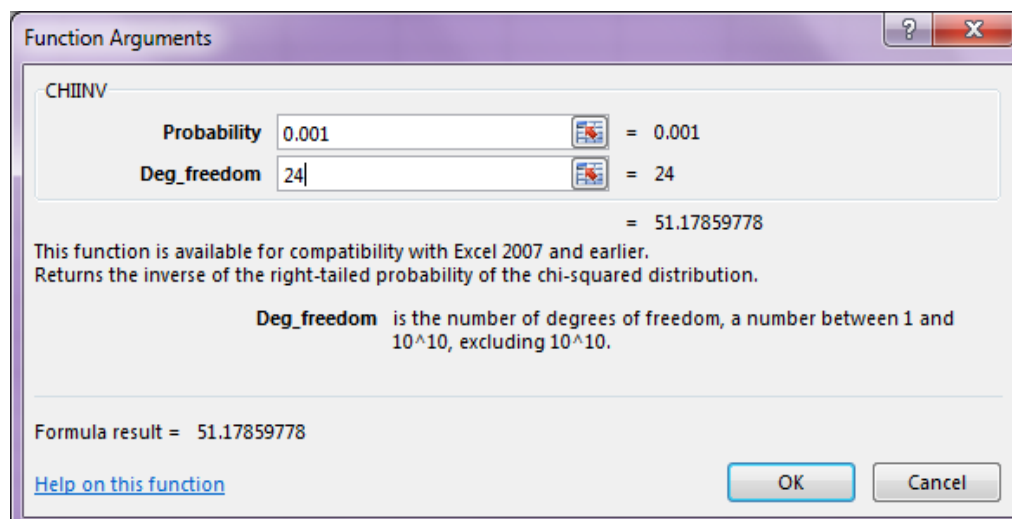 Function Arguments
? X
CHIINV
Probability 0.001 = 0.001
Deg_freedom 24 = 24
= 51.17859778
This function is available for compatibility with Excel 2007 and earlier.
Returns the inverse of the right-tailed probability of the chi-squared distribution.
Deg_freedom is the number of degrees of freedom, a number between 1 and
10^10, excluding 10^10.
Formula result = 51.17859778
Help on this function OK Cancel